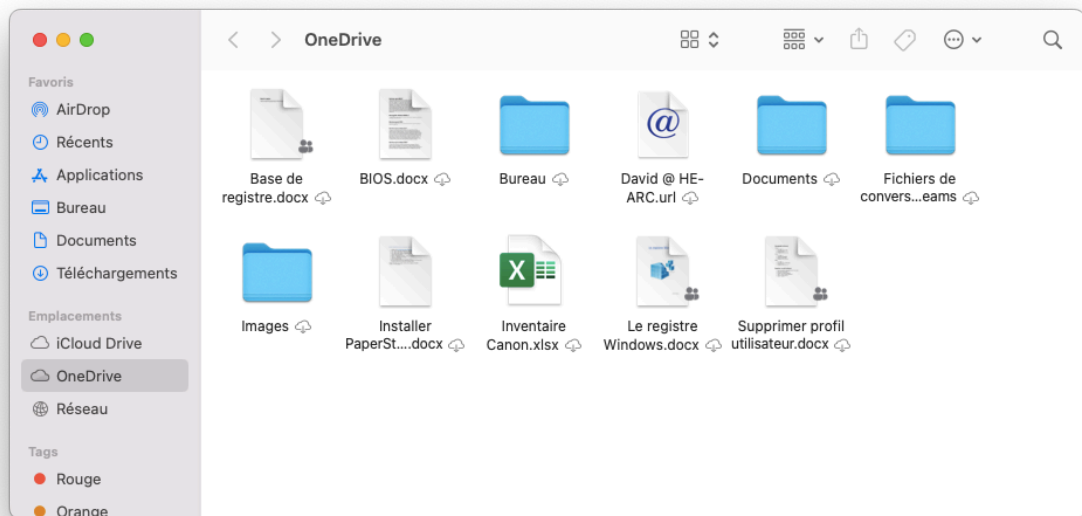 OneDrive
Favoris
AirDrop
Récents
Applications
Bureau
Documents
Téléchargements
Emplacements
iCloud Drive
OneDrive
Réseau
Tags
Rouge
Orange
Base de
registre.docx
BIOS.docx
Bureau
David @ HE-
ARC.url
Documents
Fichiers de
convers...eams
Images
Installer
PaperSt....docx
Inventaire
Canon.xlsx
Le registre
Windows.docx
Supprimer profil
utilisateur.docx